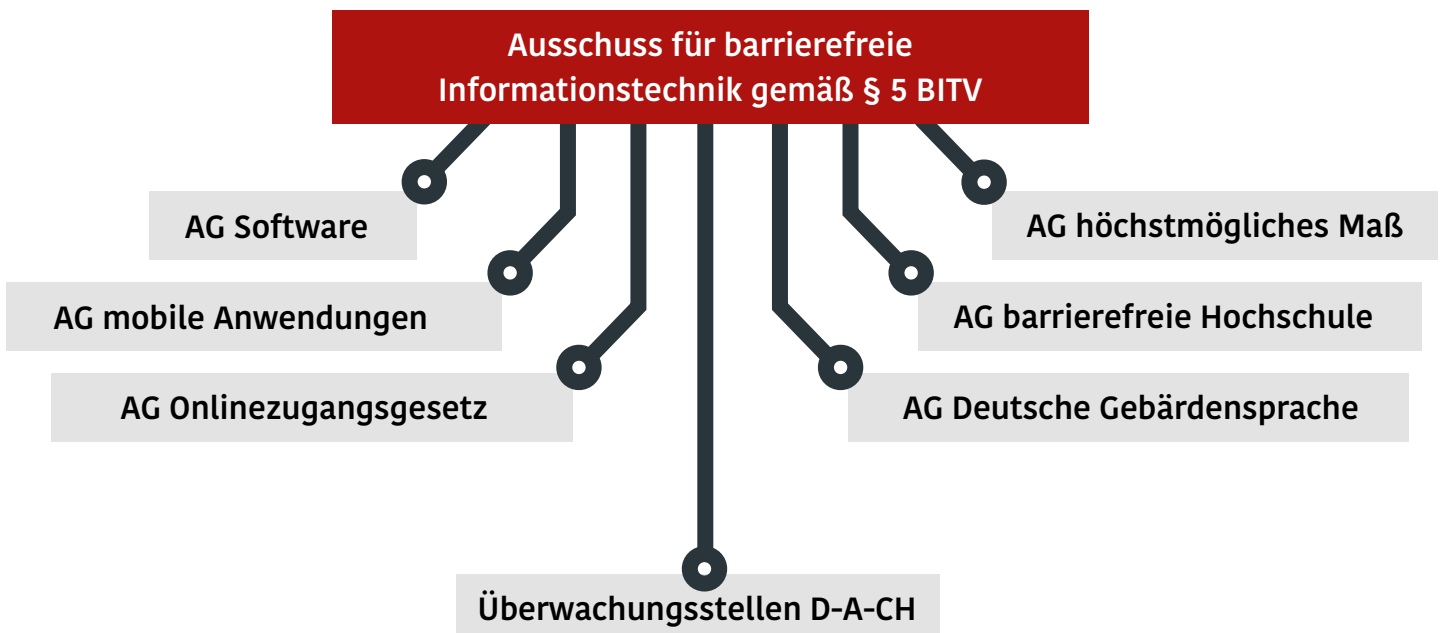 Ausschuss für barrierefreie
Informationstechnik gemäß § 5 BITV
AG Software
AG mobile Anwendungen
AG Onlinezugangsgesetz
AG höchstmögliches Maß
AG barrierefreie Hochschule
AG Deutsche Gebärdensprache
Überwachungsstellen D-A-CH